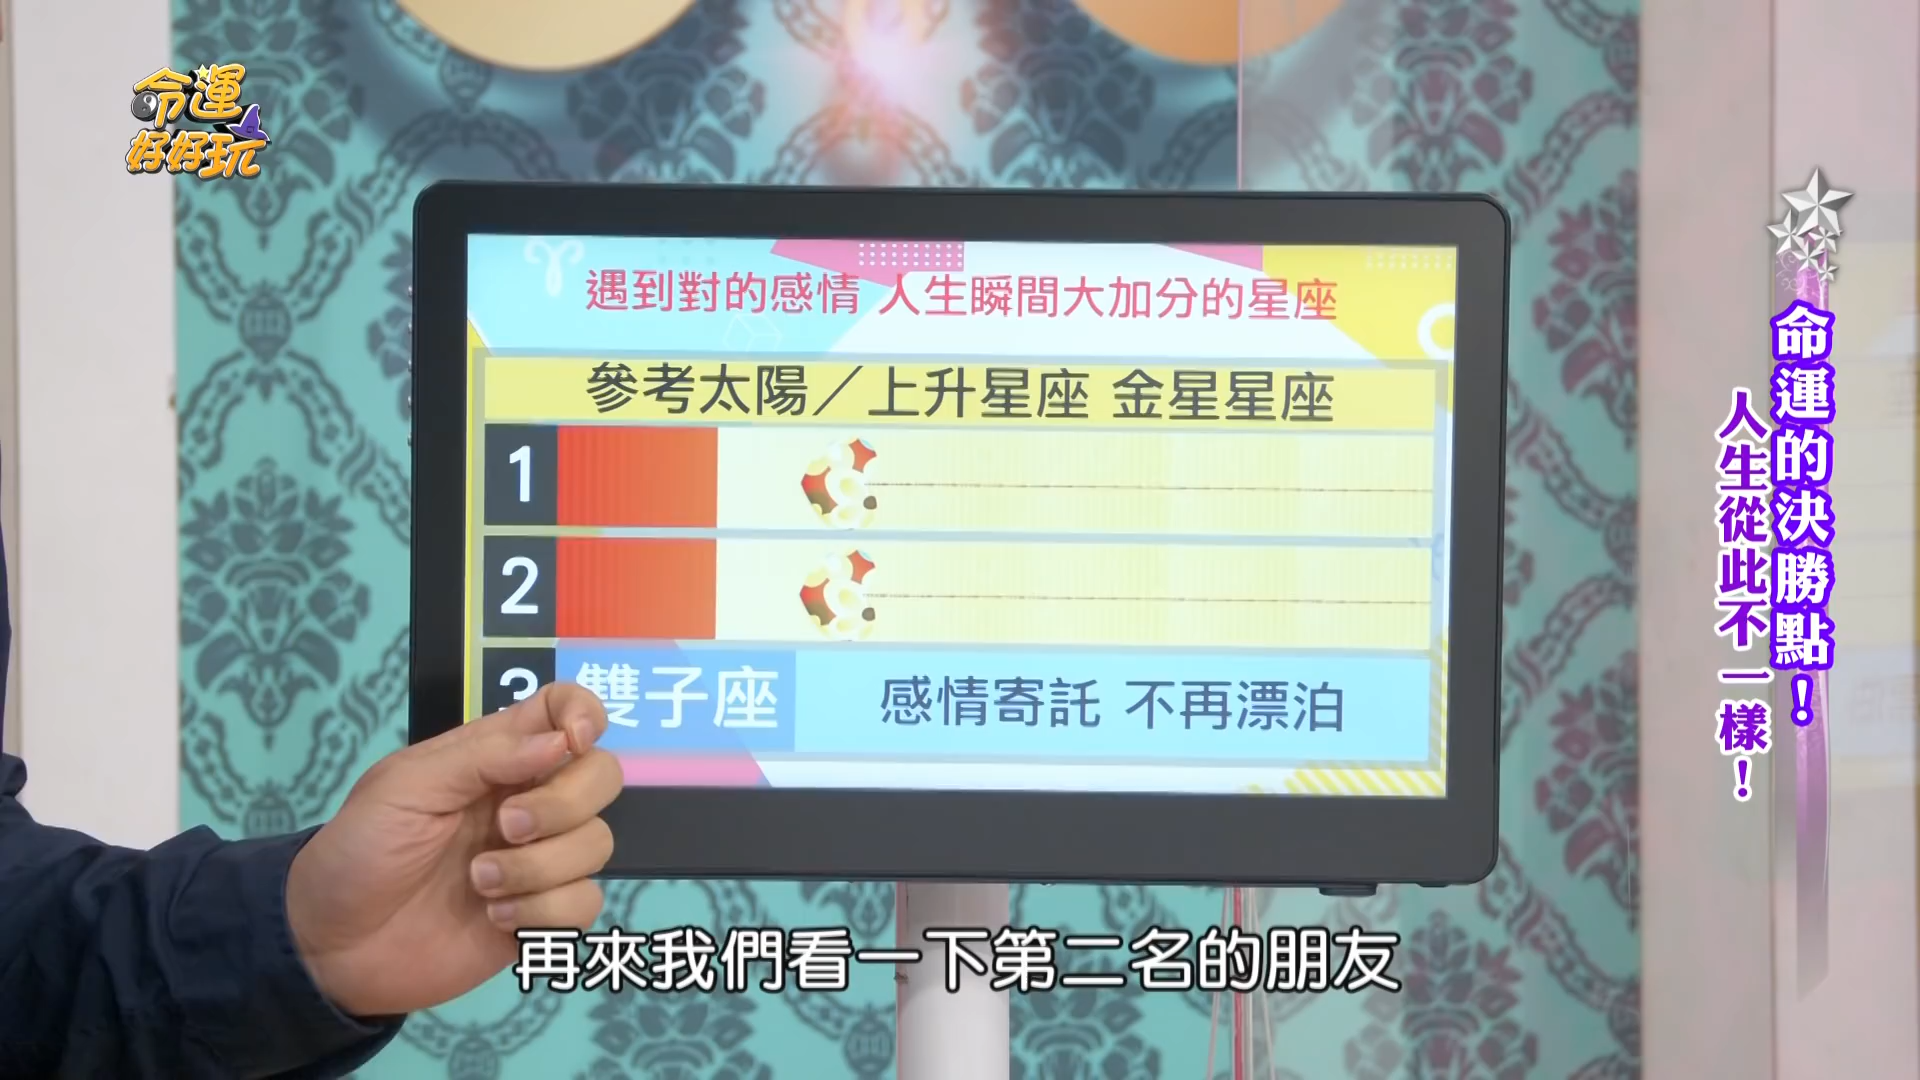 命運
好好玩
遇到對的感情 人生瞬間大加分的星座
參考太陽／上升星座 金星星座
1
2
3 雙子座 感情寄託 不再漂泊
命運的決勝點！
人生從此不一樣！
再來我們看一下第二名的朋友